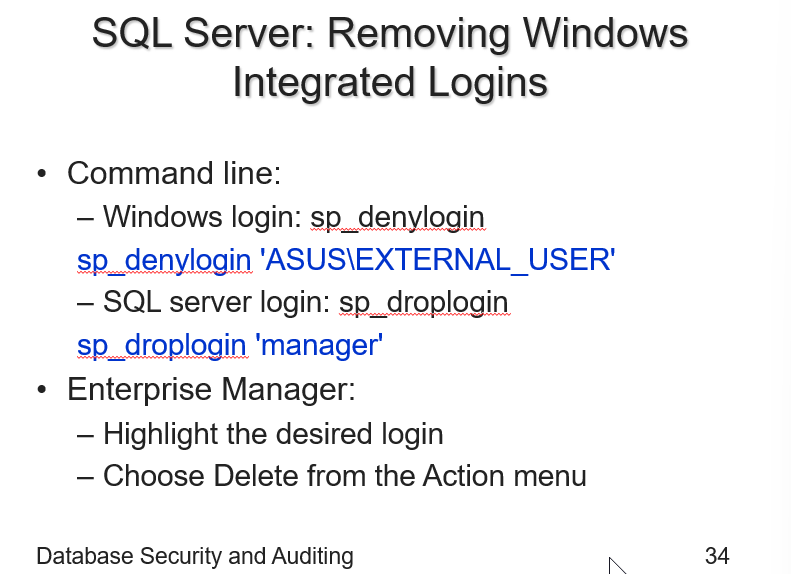 SQL Server: Removing Windows
Integrated Logins
• Command line:
– Windows login: sp_denylogin
sp_denylogin 'ASUS\EXTERNAL_USER'
– SQL server login: sp_droplogin
sp_droplogin 'manager'
• Enterprise Manager:
– Highlight the desired login
– Choose Delete from the Action menu
Database Security and Auditing
34